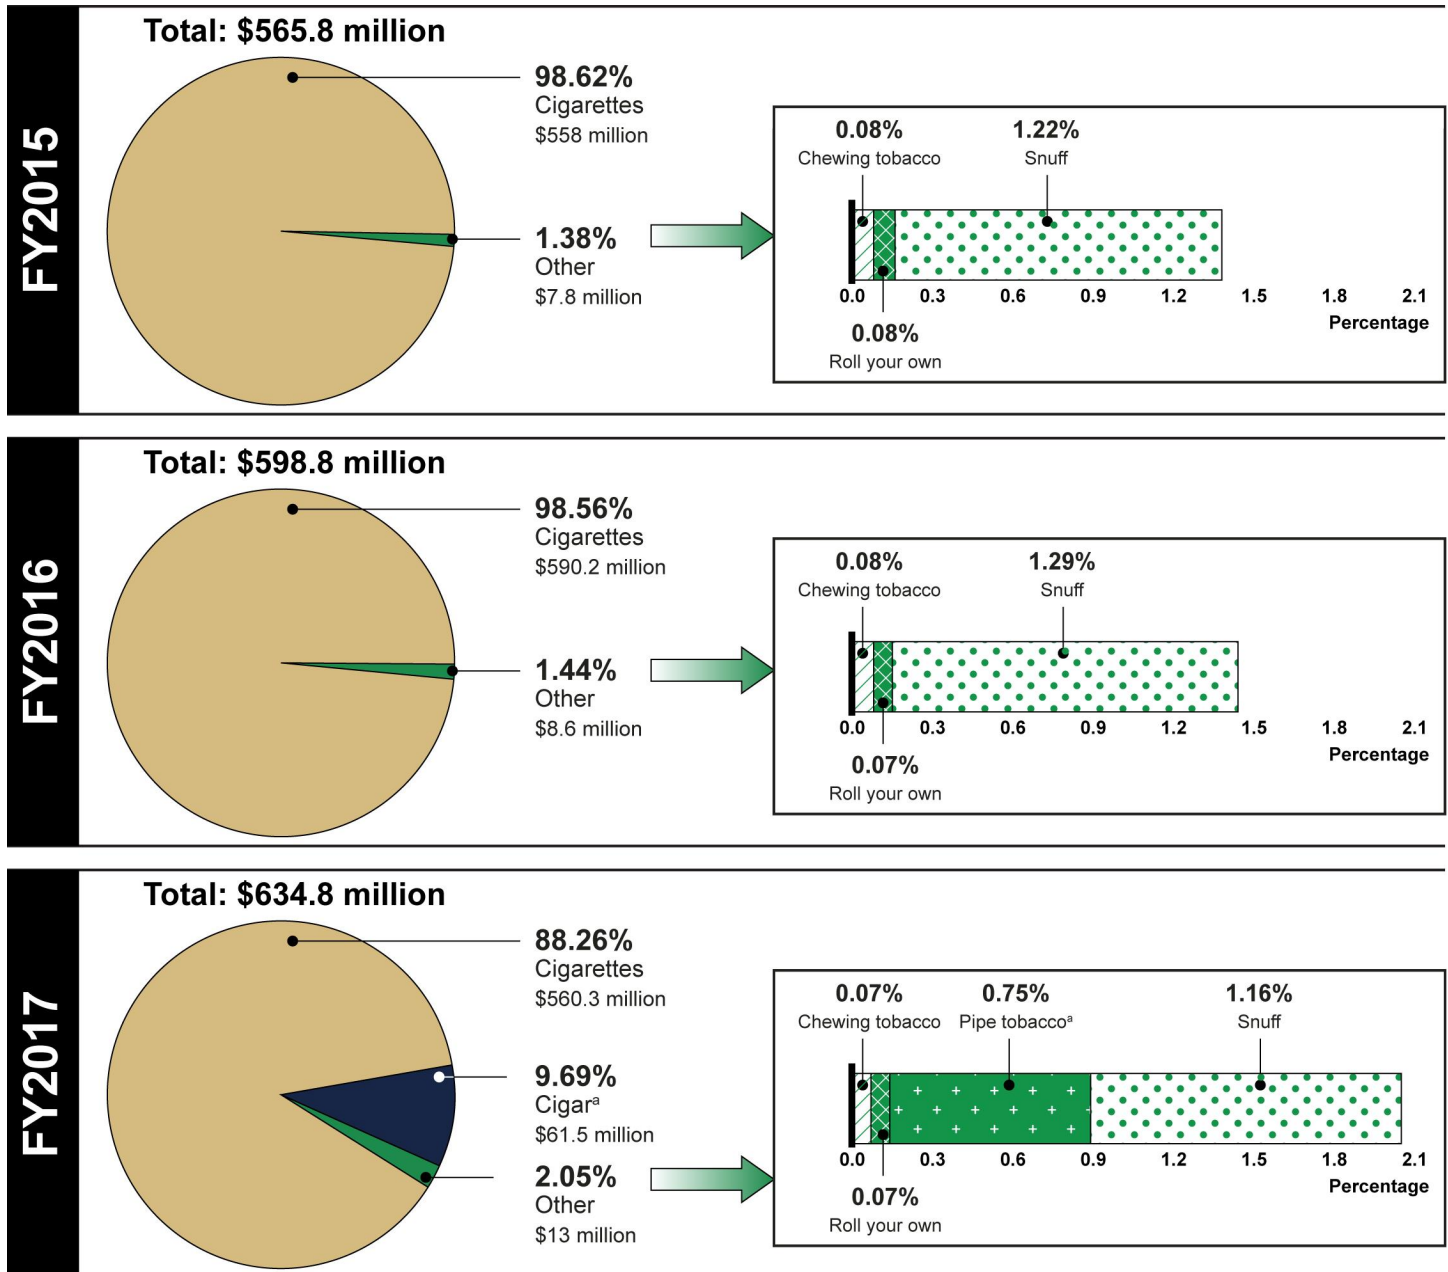 FY2015
Total: $565.8 million
98.62%
Cigarettes
$558 million
1.38%
Other
$7.8 million
0.08%
Chewing tobacco
1.22%
Snuff
0.0 0.3 0.6 0.9 1.2 1.5 1.8 2.1
Percentage
0.08%
Roll your own
FY2016
Total: $598.8 million
98.56%
Cigarettes
$590.2 million
1.44%
Other
$8.6 million
0.08%
Chewing tobacco
1.29%
Snuff
0.0 0.3 0.6 0.9 1.2 1.5 1.8 2.1
Percentage
0.07%
Roll your own
FY2017
Total: $634.8 million
88.26%
Cigarettes
$560.3 million
9.69%
Cigarᵃ
$61.5 million
2.05%
Other
$13 million
0.07%
Chewing tobacco
0.75%
Pipe tobaccoᵃ
1.16%
Snuff
0.0 0.3 0.6 0.9 1.2 1.5 1.8 2.1
Percentage
0.07%
Roll your own